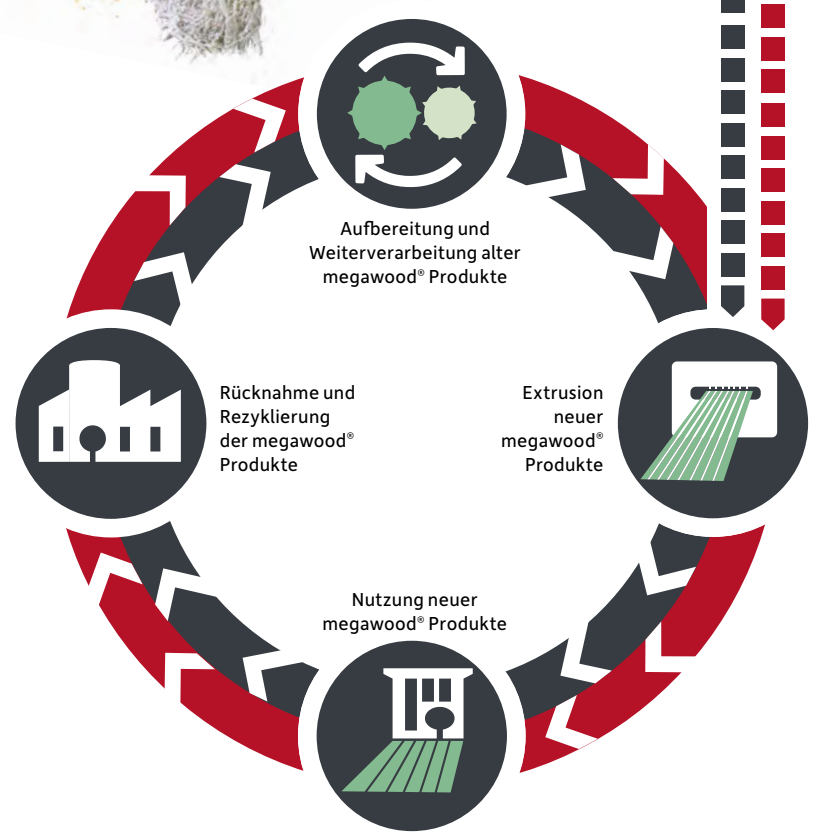 Aufbereitung und
Weiterverarbeitung alter
megawood® Produkte
Rücknahme und
Rezyklierung
der megawood®
Produkte
Extrusion
neuer
megawood®
Produkte
Nutzung neuer
megawood® Produkte